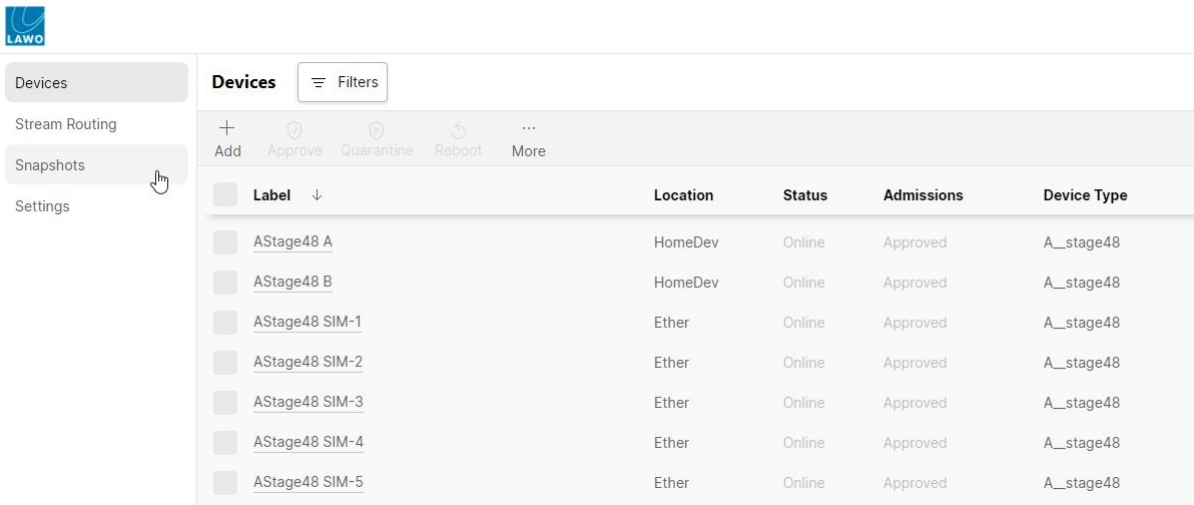 LAWO
Devices
Stream Routing
Snapshots
Settings
Devices Filters
Add Approve Quarantine Reboot More
Label Location Status Admissions Device Type
AStage48 A HomeDev Online Approved A__stage48
AStage48 B HomeDev Online Approved A__stage48
AStage48 SIM-1 Ether Online Approved A__stage48
AStage48 SIM-2 Ether Online Approved A__stage48
AStage48 SIM-3 Ether Online Approved A__stage48
AStage48 SIM-4 Ether Online Approved A__stage48
AStage48 SIM-5 Ether Online Approved A__stage48